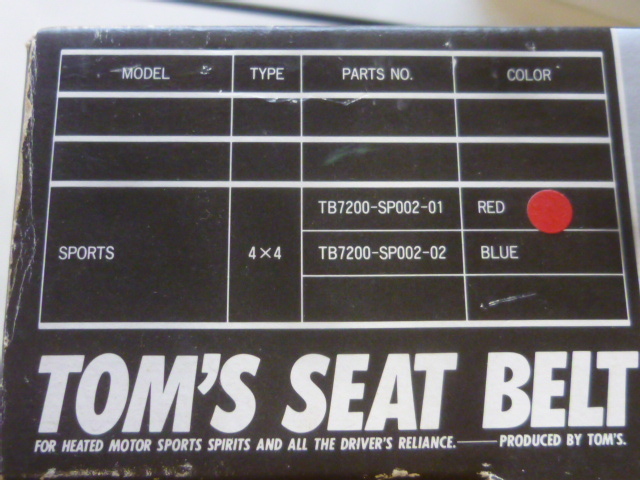 MODEL TYPE PARTS NO. COLOR
TB7200-SP002-01 RED
SPORTS 4×4 TB7200-SP002-02 BLUE
TOM'S SEAT BELT
FOR HEATED MOTOR SPORTS SPIRITS AND ALL THE DRIVER'S RELIANCE.——PRODUCED BY TOM'S.